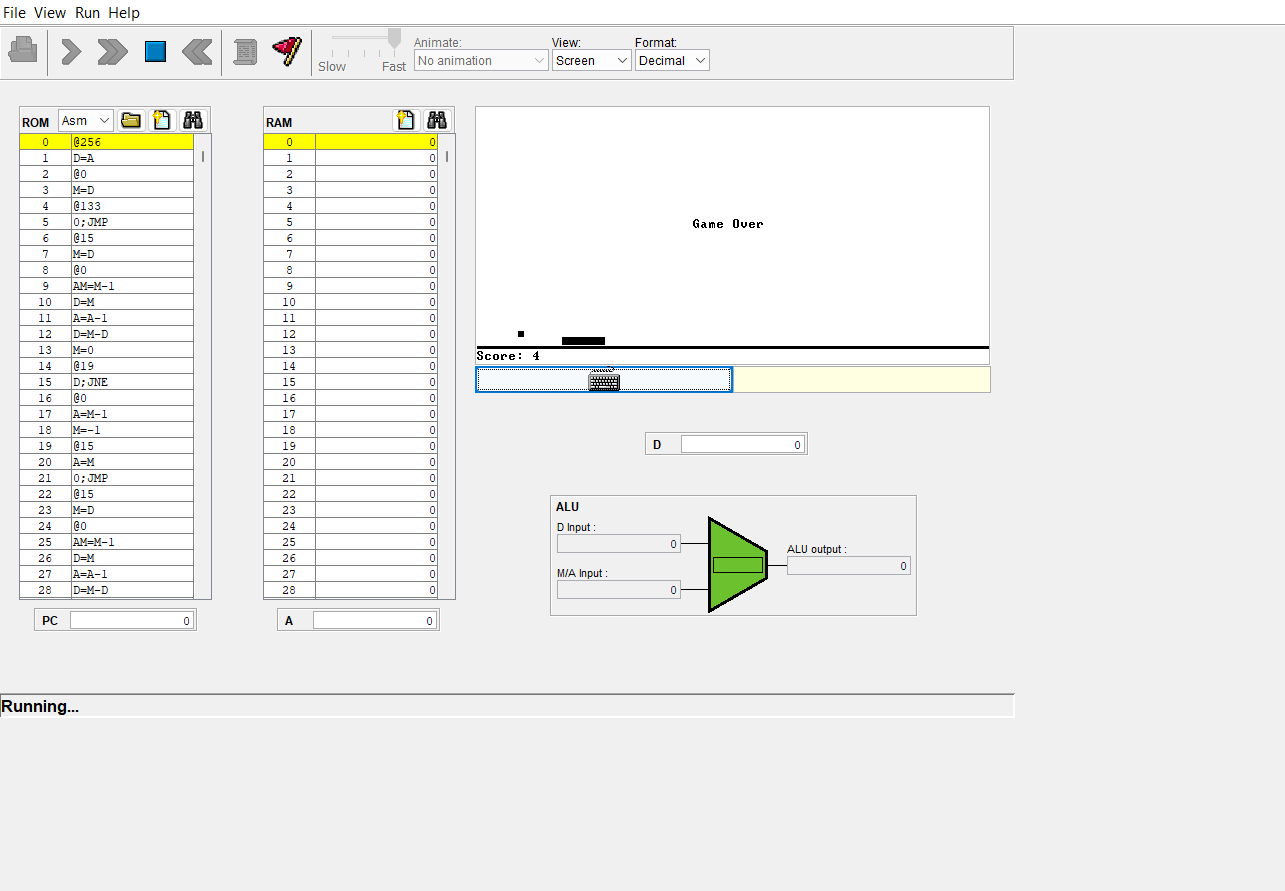 File View Run Help
Animate: View: Format:
Slow Fast No animation Screen Decimal
ROM Asm
0 @256
1 D=A
2 @0
3 M=D
4 @133
5 0;JMP
6 @15
7 M=D
8 @0
9 AM=M-1
10 D=M
11 A=A-1
12 D=M-D
13 M=0
14 @19
15 D;JNE
16 @0
17 A=M-1
18 M=-1
19 @15
20 A=M
21 0;JMP
22 @15
23 M=D
24 @0
25 AM=M-1
26 D=M
27 A=A-1
28 D=M-D
PC 0
RAM
0 0
1 0
2 0
3 0
4 0
5 0
6 0
7 0
8 0
9 0
10 0
11 0
12 0
13 0
14 0
15 0
16 0
17 0
18 0
19 0
20 0
21 0
22 0
23 0
24 0
25 0
26 0
27 0
28 0
A 0
Game Over
Score: 4
D 0
ALU
D Input :
0
M/A Input :
0
ALU output :
0
Running...